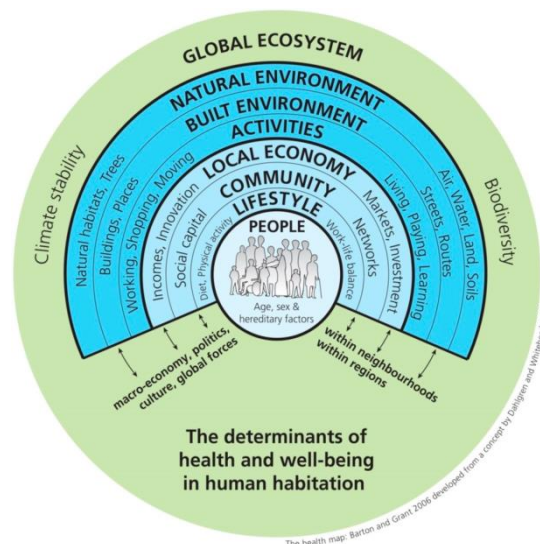 GLOBAL ECOSYSTEM
NATURAL ENVIRONMENT
BUILT ENVIRONMENT
ACTIVITIES
LOCAL ECONOMY
COMMUNITY
LIFESTYLE
PEOPLE
Age, sex &
hereditary factors
Climate stability
Natural habitats, Trees
Buildings, Places
Working, Shopping, Moving
Incomes, Innovation
Social capital
Diet, Physical activity
Work-life balance
Networks
Markets, Investment
Living, Playing, Learning
Streets, Routes
Air, Water, Land, Soils
Biodiversity
macro-economy, politics,
culture, global forces
within neighbourhoods
within regions
The determinants of
health and well-being
in human habitation
The health map: Barton and Grant 2006 developed from a concept by Dahlgren and